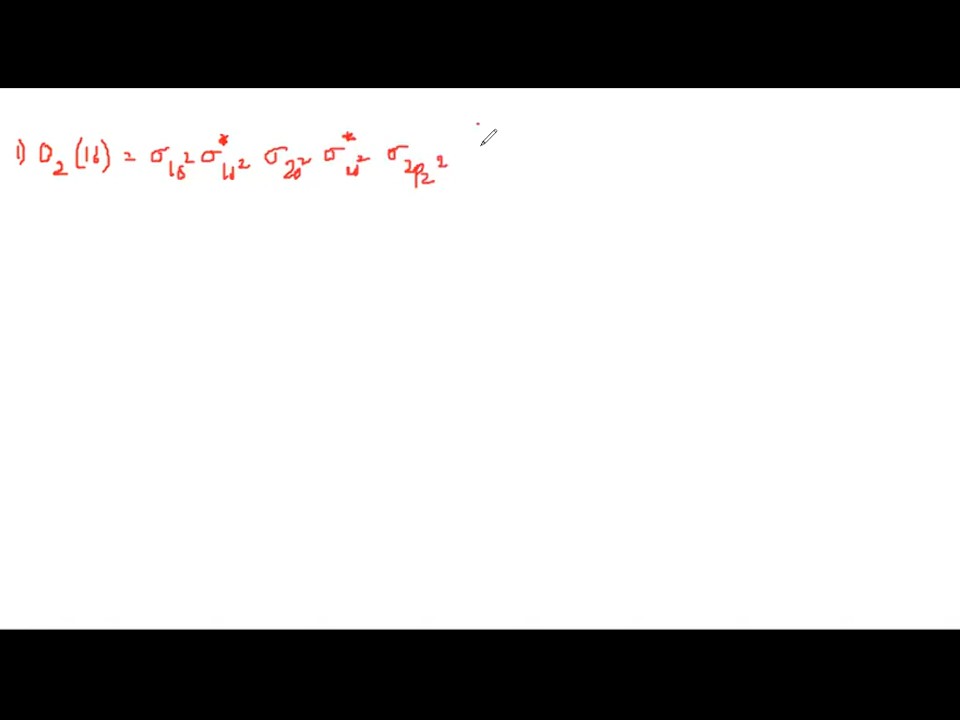 1) O₂ (16) = σ1s² σ*1s² σ2s² σ*2s² σ2pz²